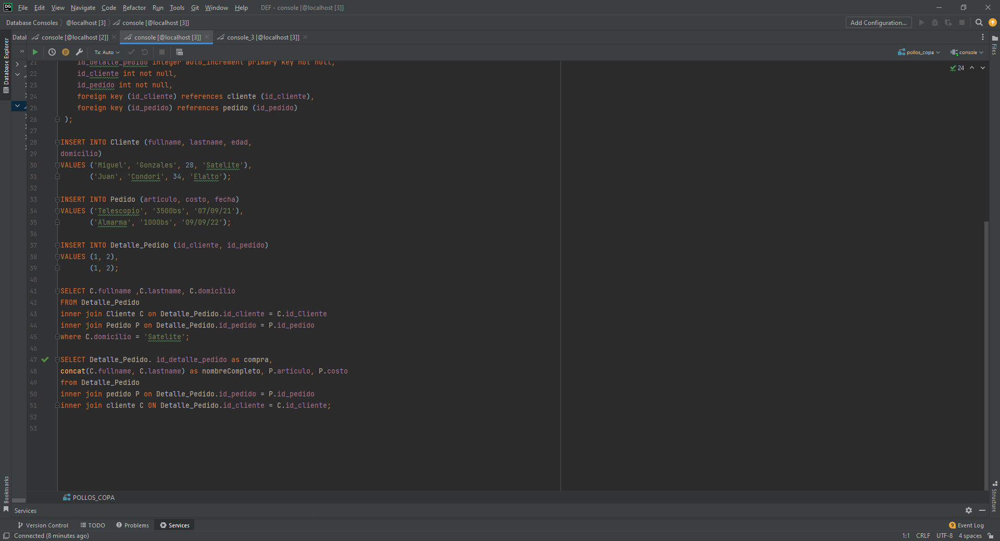 DG File Edit View Navigate Code Refactor Run Tools Git Window Help DEF - console [@localhost [3]]
Database Consoles @localhost [3] console [@localhost [3]] Add Configuration...
Datab console [@localhost [2]] console [@localhost [3]] console_3 [@localhost [3]]
Tx: Auto pollos_copa console
Database Explorer
Files
24
21 id_detalle_pedido integer auto_increment primary key not null,
22 id_cliente int not null,
23 id_pedido int not null,
24 foreign key (id_cliente) references cliente (id_cliente),
25 foreign key (id_pedido) references pedido (id_pedido)
26 );
27
28 INSERT INTO Cliente (fullname, lastname, edad,
29 domicilio)
30 VALUES ('Miguel', 'Gonzales', 28, 'Satelite'),
31 ('Juan', 'Condori', 34, 'Elalto');
32
33 INSERT INTO Pedido (articulo, costo, fecha)
34 VALUES ('Telescopio', '3500bs', '07/09/21'),
35 ('Almarma', '1000bs', '09/09/22');
36
37 INSERT INTO Detalle_Pedido (id_cliente, id_pedido)
38 VALUES (1, 2),
39 (1, 2);
40
41 SELECT C.fullname ,C.lastname, C.domicilio
42 FROM Detalle_Pedido
43 inner join Cliente C on Detalle_Pedido.id_cliente = C.id_Cliente
44 inner join Pedido P on Detalle_Pedido.id_pedido = P.id_pedido
45 where C.domicilio = 'Satelite';
46
47 SELECT Detalle_Pedido. id_detalle_pedido as compra,
48 concat(C.fullname, C.lastname) as nombreCompleto, P.articulo, P.costo
49 from Detalle_Pedido
50 inner join pedido P on Detalle_Pedido.id_pedido = P.id_pedido
51 inner join cliente C ON Detalle_Pedido.id_cliente = C.id_cliente;
52
53
Bookmarks
Structure
POLLOS_COPA
Services
Version Control TODO Problems Services 9 Event Log
Connected (8 minutes ago) 1:1 CRLF UTF-8 4 spaces